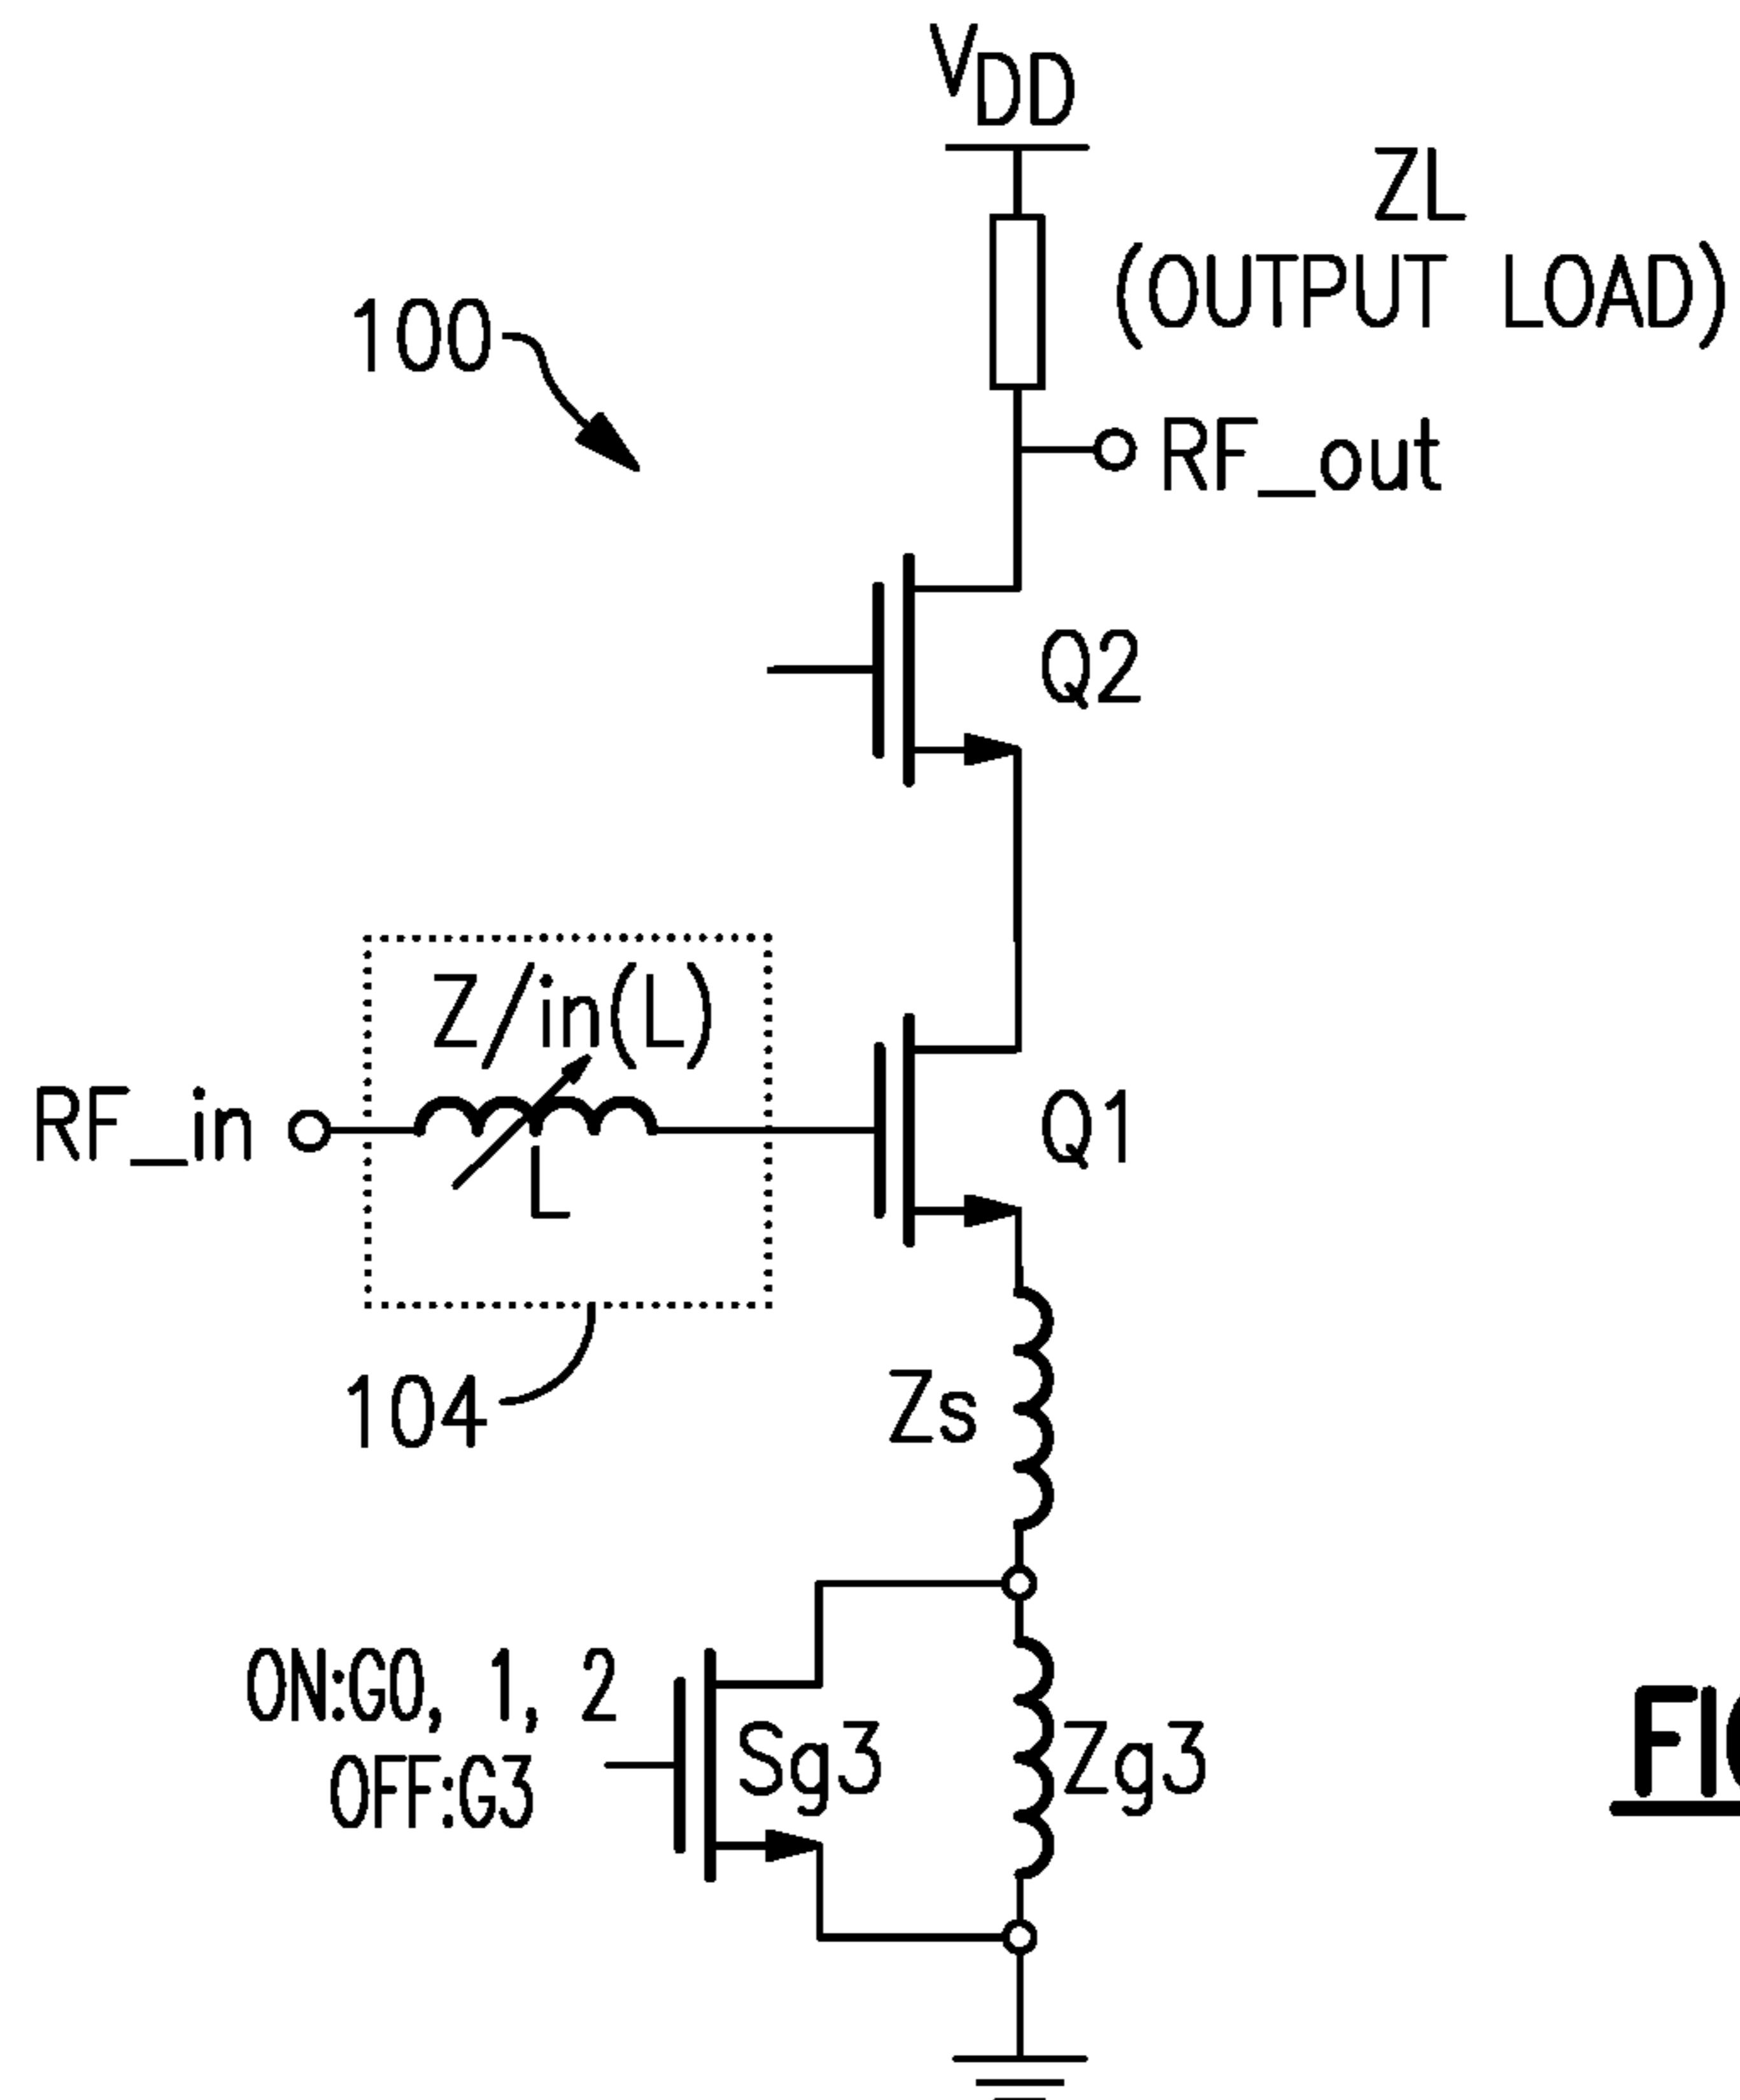 VDD
ZL
(OUTPUT LOAD)
100
RF_out
Q2
Z/in(L)
RF_in
L
Q1
104
Zs
ON:G0, 1, 2
OFF:G3
Sg3
Zg3